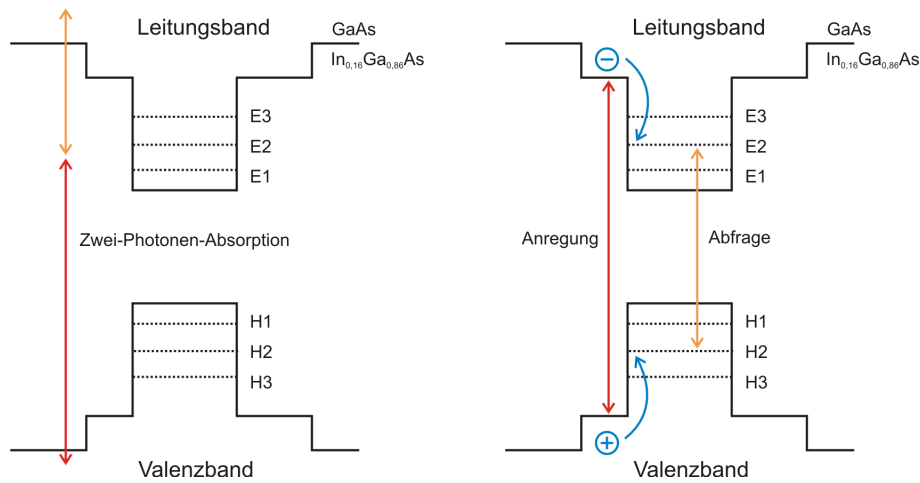 Leitungsband
GaAs
In0,16Ga0,86As
E3
E2
E1
Zwei-Photonen-Absorption
H1
H2
H3
Valenzband
Leitungsband
GaAs
In0,16Ga0,86As
−
E3
E2
E1
Anregung
Abfrage
H1
H2
H3
+
Valenzband